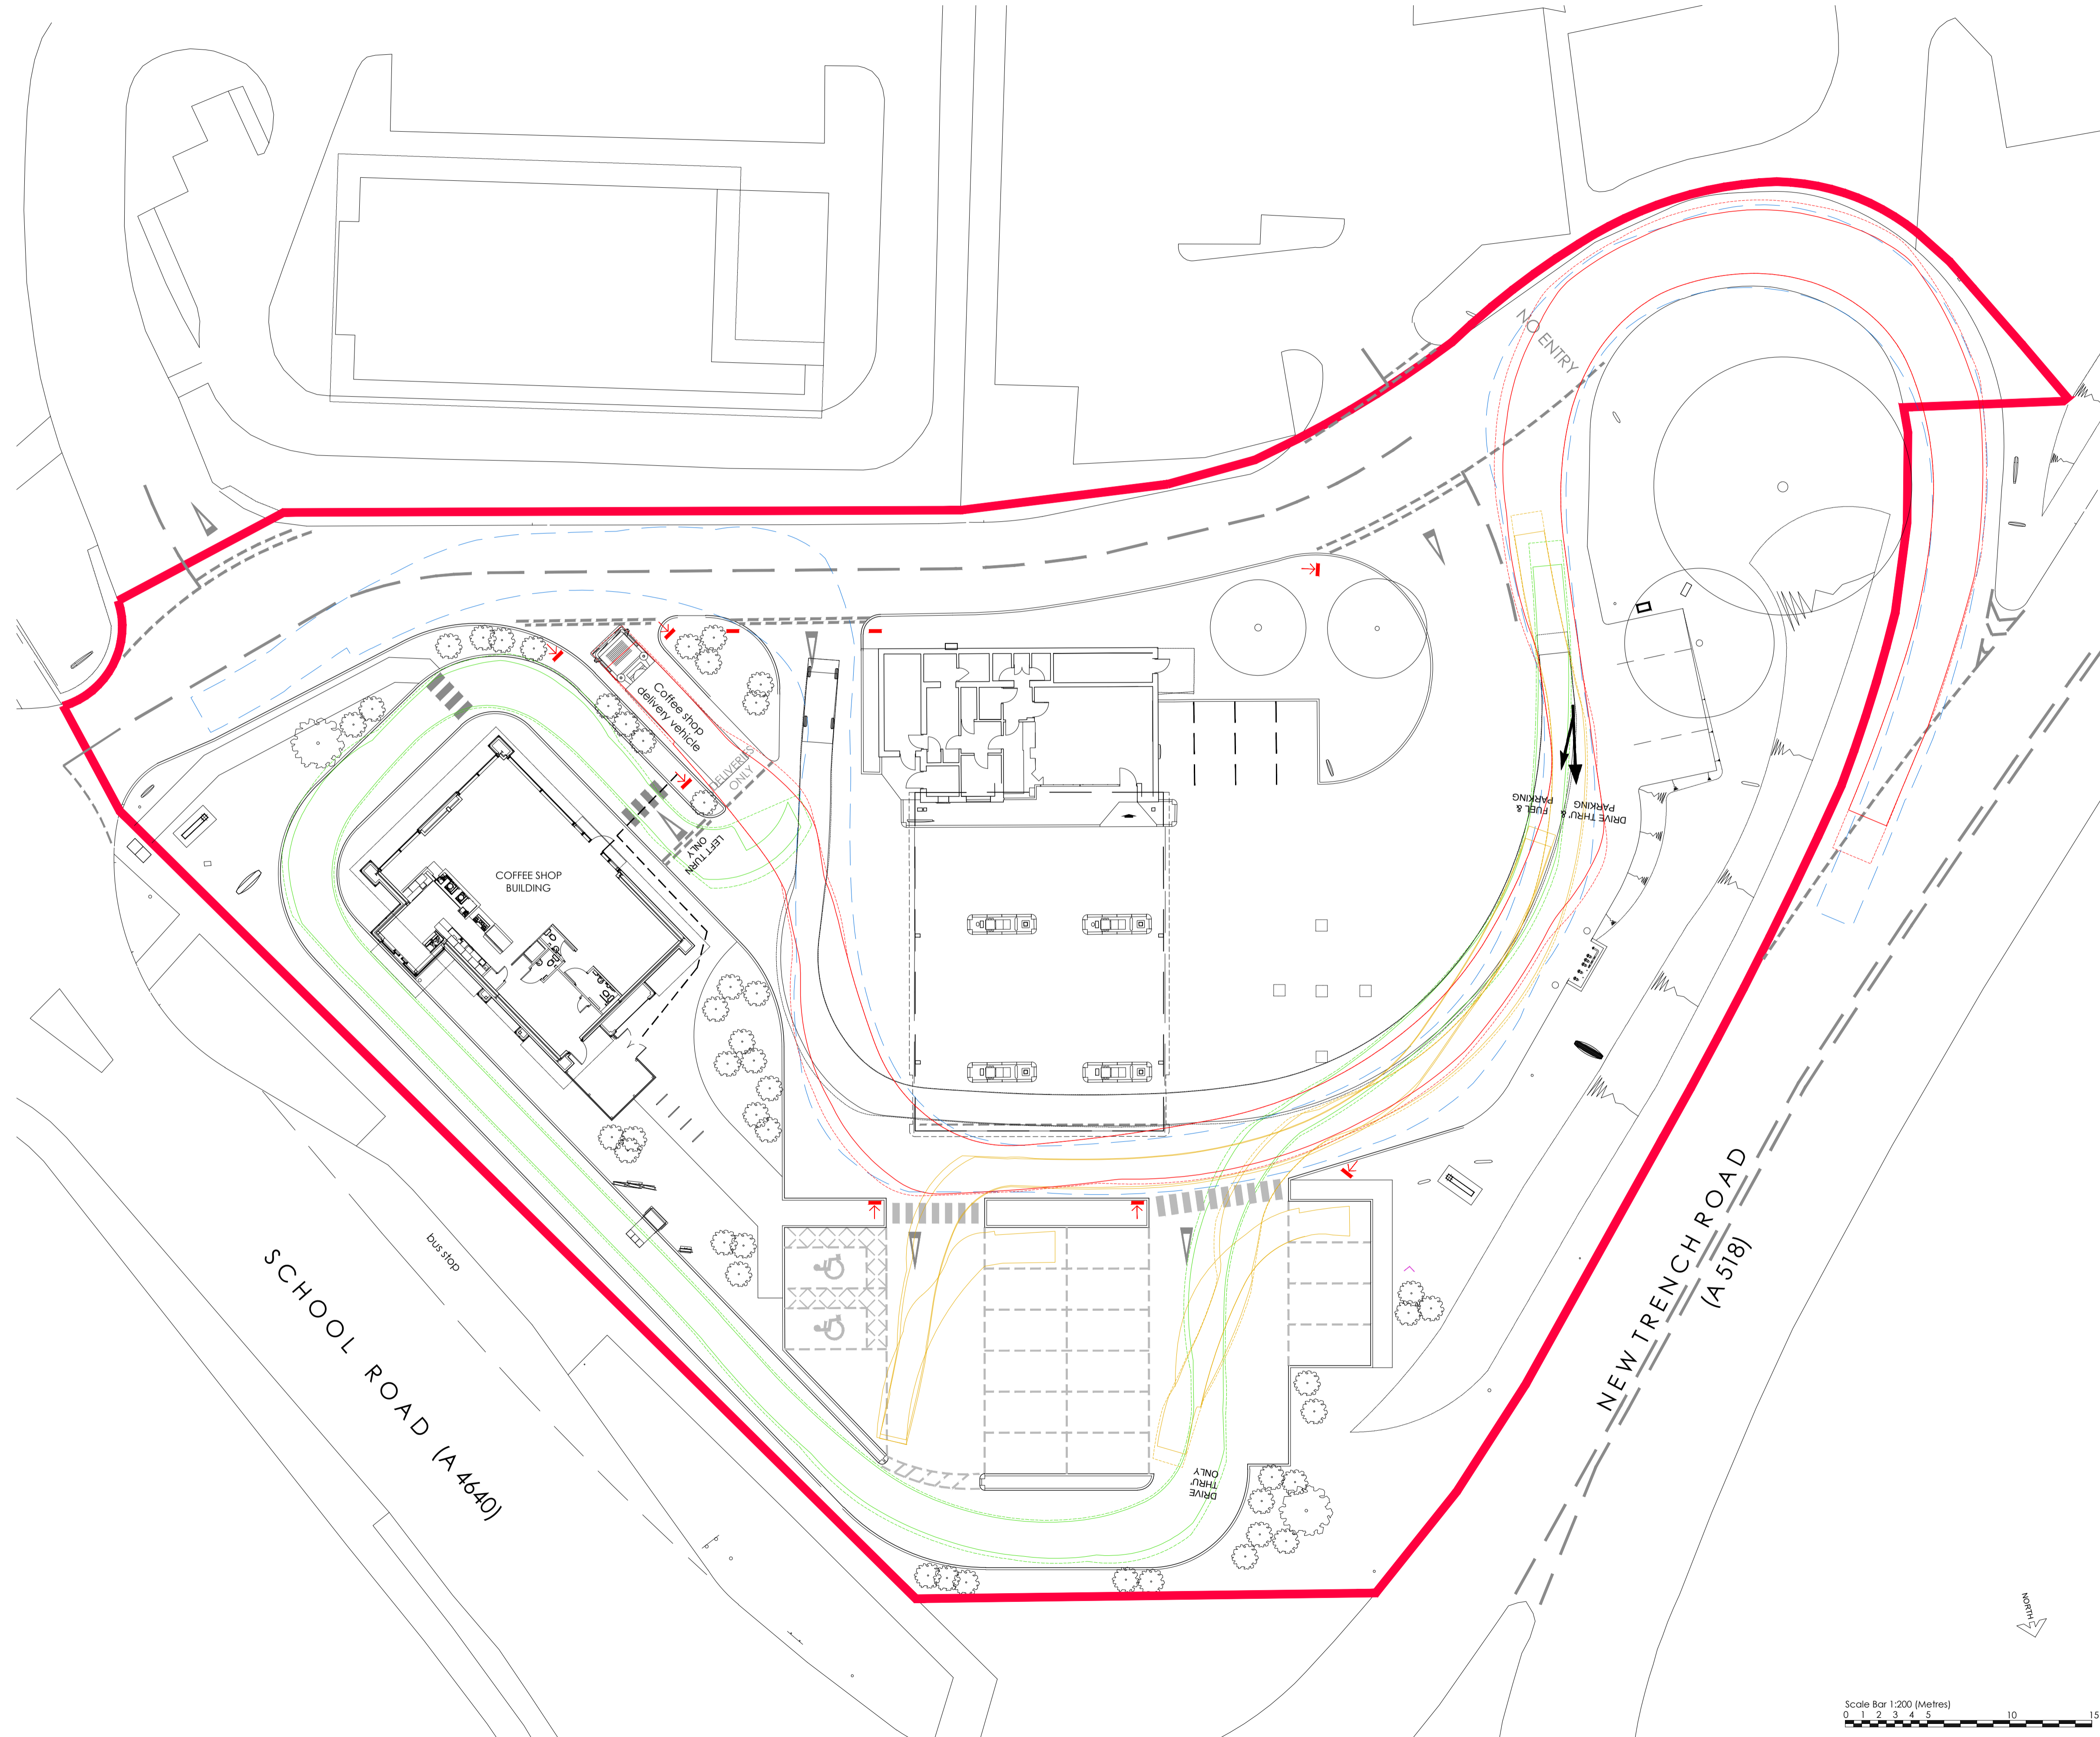 NO ENTRY
Coffee shop
delivery vehicle
DELIVERIES
ONLY
LEFT TURN
ONLY
FUEL &
PARKING
DRIVE THRU' &
PARKING
COFFEE SHOP
BUILDING
bus stop
SCHOOL ROAD (A 4640)
NEW TRENCH ROAD
(A 518)
DRIVE
THRU'
ONLY
NORTH
Scale Bar 1:200 (Metres)
0 1 2 3 4 5 10 15